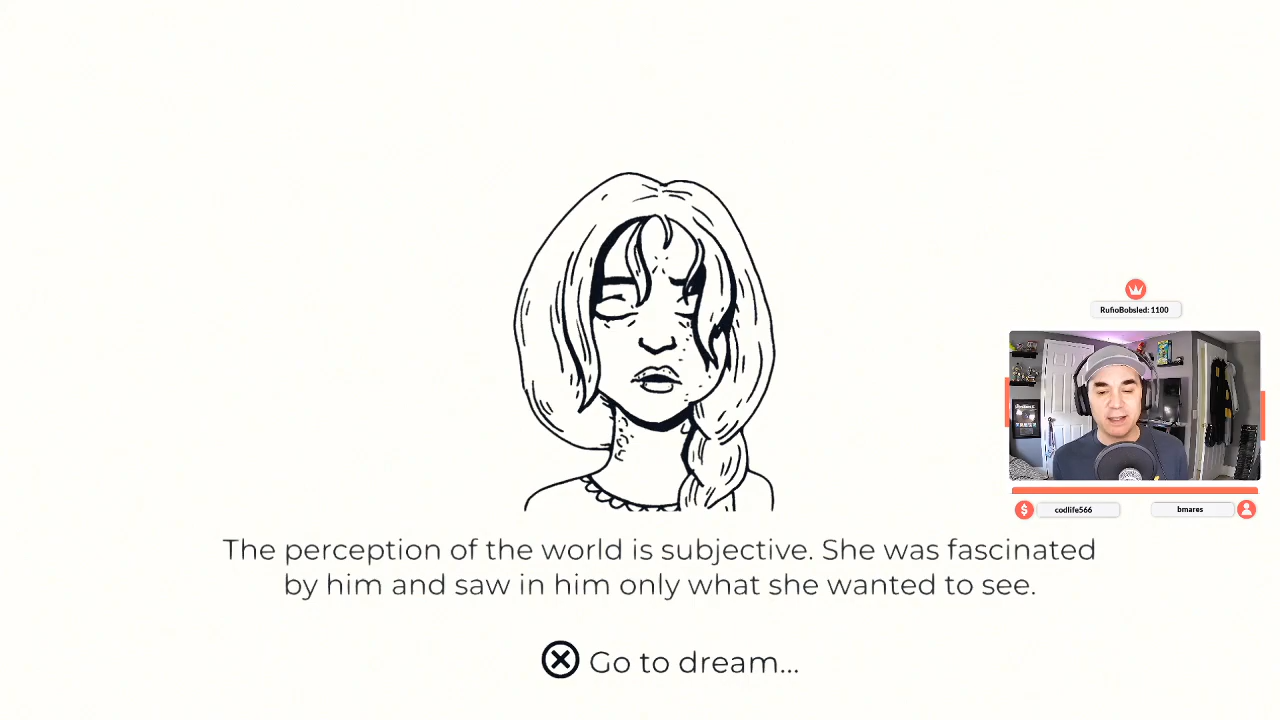 RufioBobsled: 1100
codlife566
bmares
The perception of the world is subjective. She was fascinated
by him and saw in him only what she wanted to see.
Go to dream...